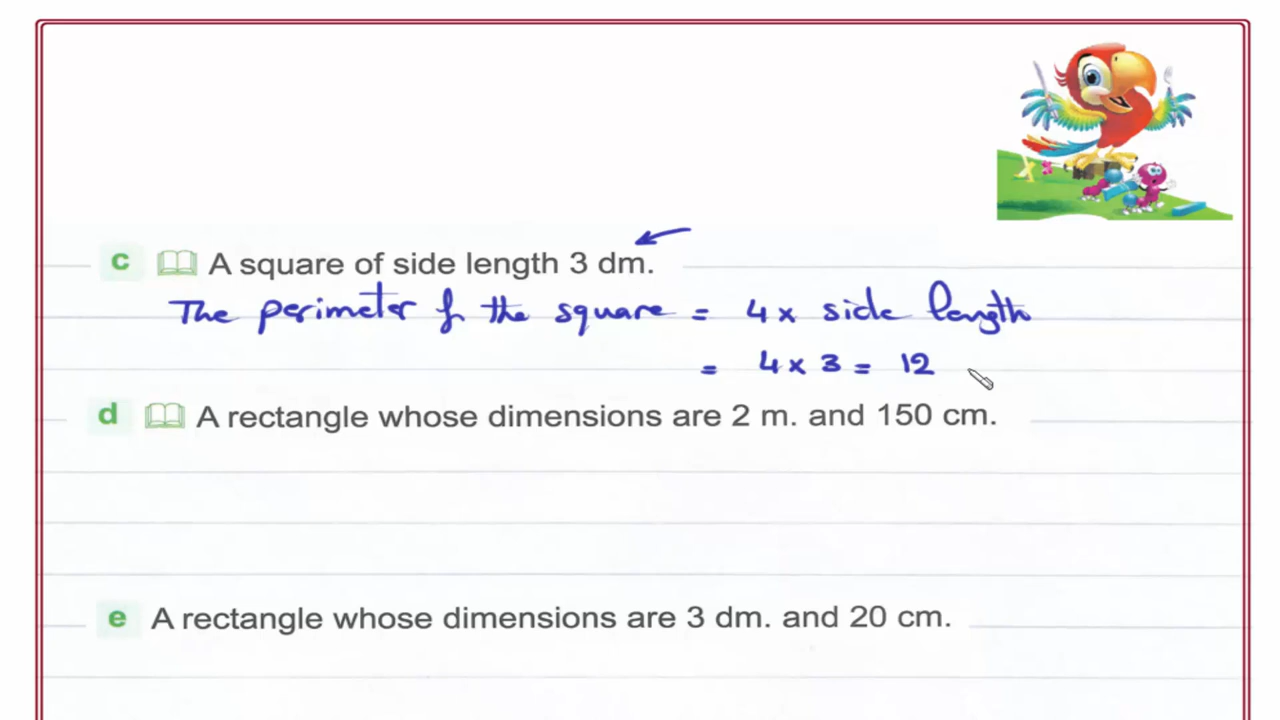 c A square of side length 3 dm.
The perimeter of the square = 4 × side length
= 4 × 3 = 12
d A rectangle whose dimensions are 2 m. and 150 cm.
e A rectangle whose dimensions are 3 dm. and 20 cm.